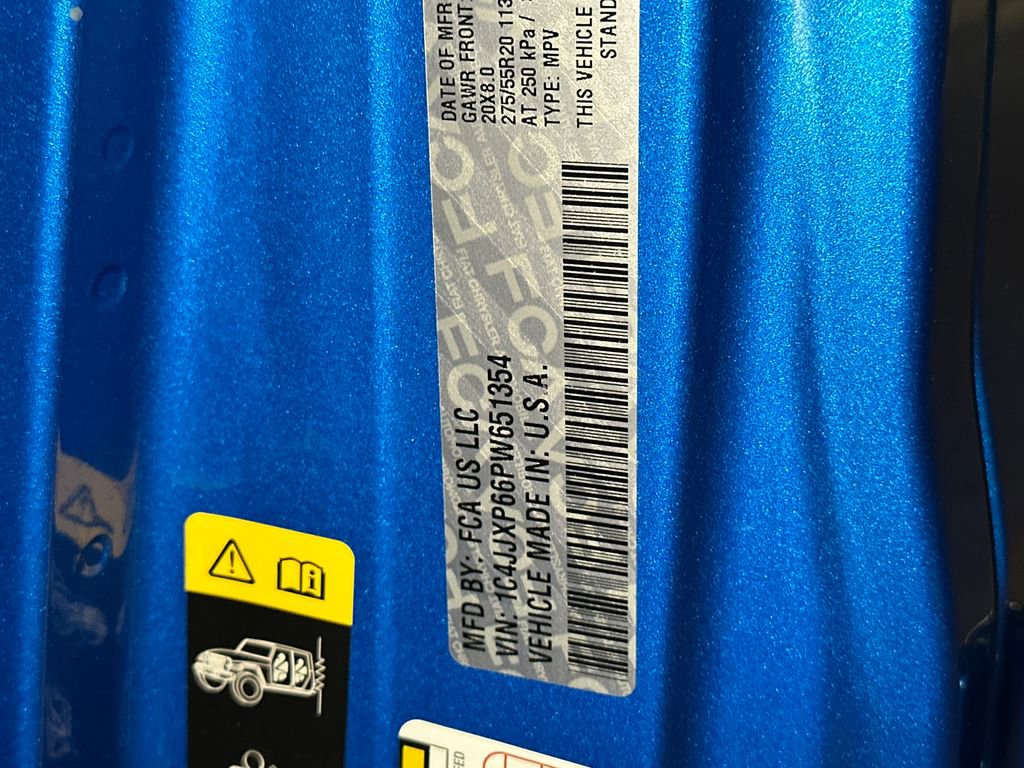 MFD BY: FCA US LLC
VIN: 1C4JJXP66PW651354
VEHICLE MADE IN: U.S.A.
DATE OF MFR
GAWR FRONT:
20X8.0
275/55R20 113
AT 250 kPa /
TYPE: MPV
THIS VEHICLE
STAND